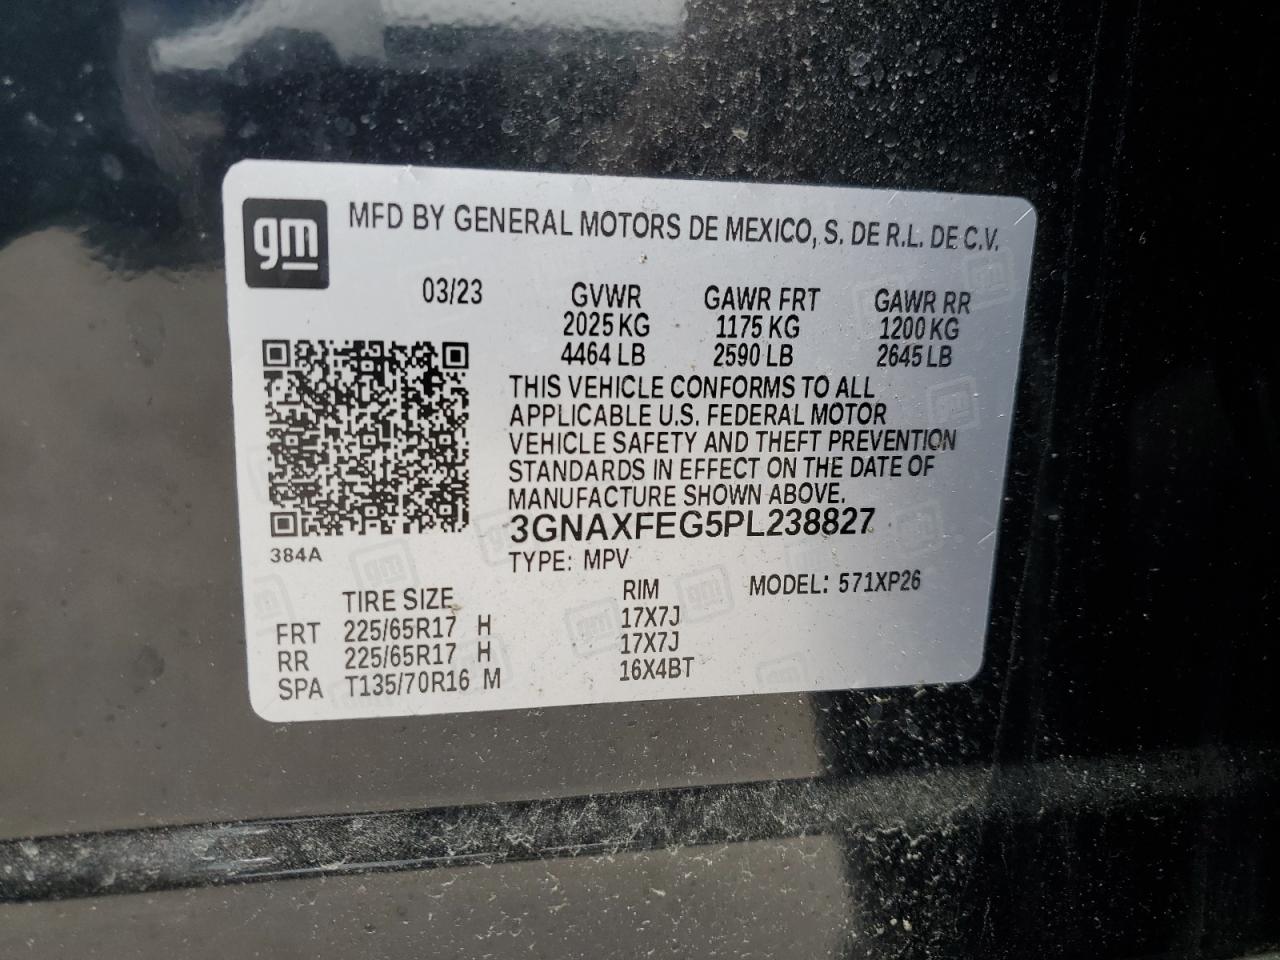 gm
MFD BY GENERAL MOTORS DE MEXICO, S. DE R.L. DE C.V.
03/23 GVWR GAWR FRT GAWR RR
2025 KG 1175 KG 1200 KG
4464 LB 2590 LB 2645 LB
THIS VEHICLE CONFORMS TO ALL
APPLICABLE U.S. FEDERAL MOTOR
VEHICLE SAFETY AND THEFT PREVENTION
STANDARDS IN EFFECT ON THE DATE OF
MANUFACTURE SHOWN ABOVE.
3GNAXFEG5PL238827
384A
TYPE: MPV
MODEL: 571XP26
TIRE SIZE RIM
FRT 225/65R17 H 17X7J
RR 225/65R17 H 17X7J
SPA T135/70R16 M 16X4BT